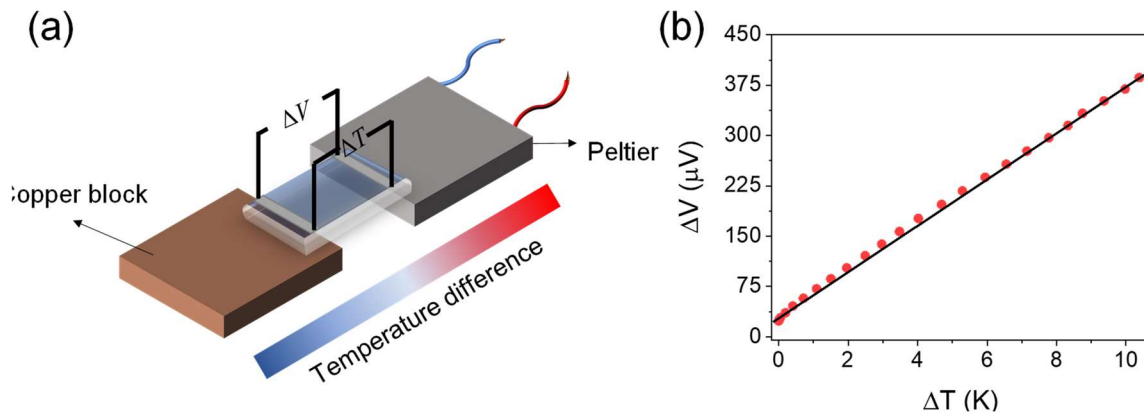 (a)
ΔV
ΔT
Peltier
Copper block
Temperature difference
(b)
ΔV (μV)
450
375
300
225
150
75
0
0 2 4 6 8 10
ΔT (K)